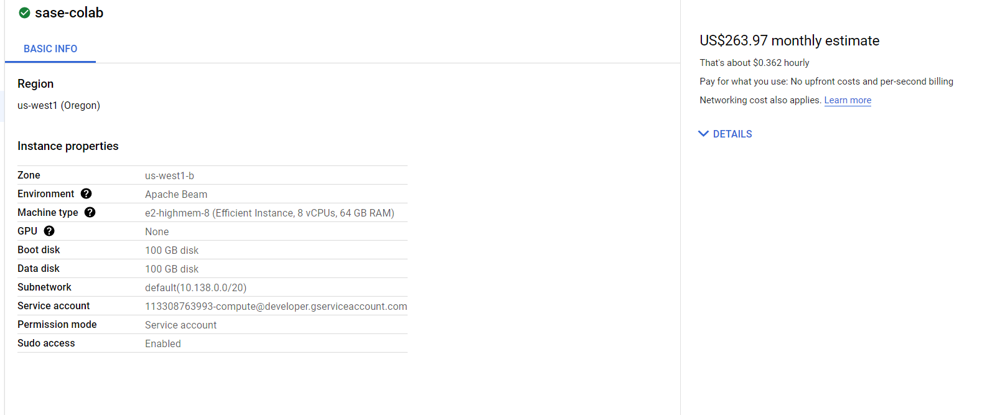 sase-colab
BASIC INFO
Region
us-west1 (Oregon)
Instance properties
Zone us-west1-b
Environment ? Apache Beam
Machine type ? e2-highmem-8 (Efficient Instance, 8 vCPUs, 64 GB RAM)
GPU ? None
Boot disk 100 GB disk
Data disk 100 GB disk
Subnetwork default(10.138.0.0/20)
Service account 113308763993-compute@developer.gserviceaccount.com
Permission mode Service account
Sudo access Enabled
US$263.97 monthly estimate
That's about $0.362 hourly
Pay for what you use: No upfront costs and per-second billing
Networking cost also applies. Learn more
DETAILS